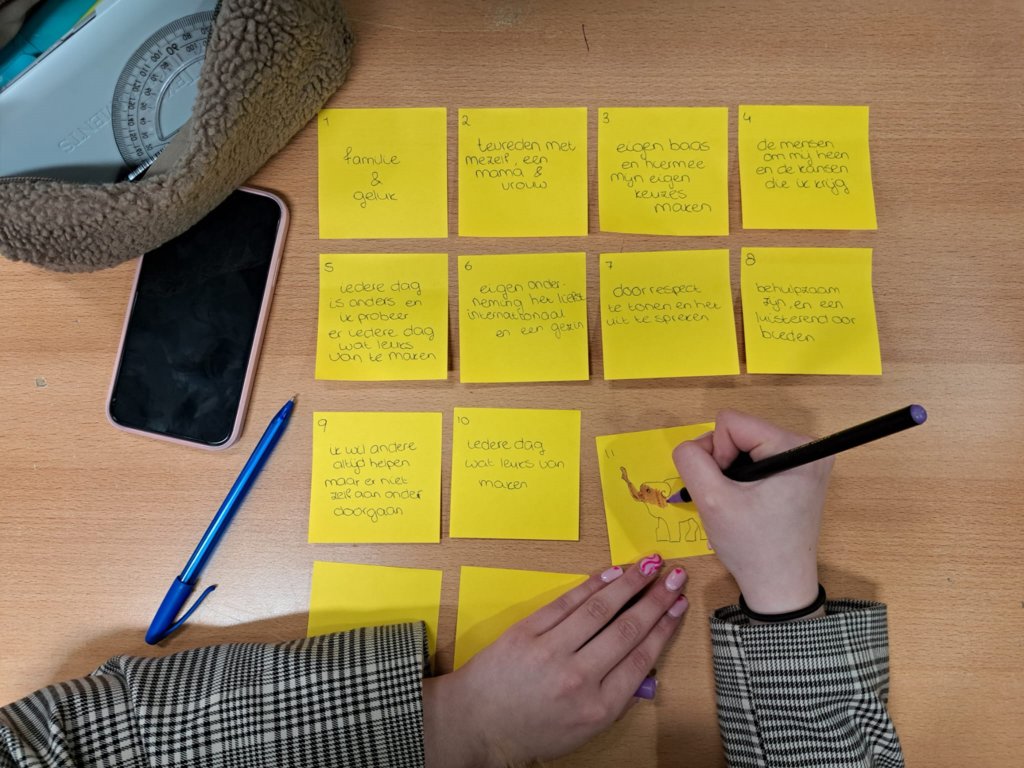 1
familie
&
geluk
2
tevreden met
mezelf, een
mama &
vrouw
3
eigen baas
en hiermee
mijn eigen
keuzes
maken
4
de mensen
om mij heen
en de kansen
die ik krijg
5
iedere dag
is anders en
ik probeer
er iedere dag
wat leuks
van te maken
6
eigen onder-
neming het liefst
internationaal
en een gezin
7
door respect
te tonen en het
uit te spreken
8
behulpzaam
zijn, en een
luisterend oor
bieden
9
ik wil andere
altijd helpen
maar er niet
zelf aan onder
doorgaan
10
iedere dag
wat leuks van
maken
11